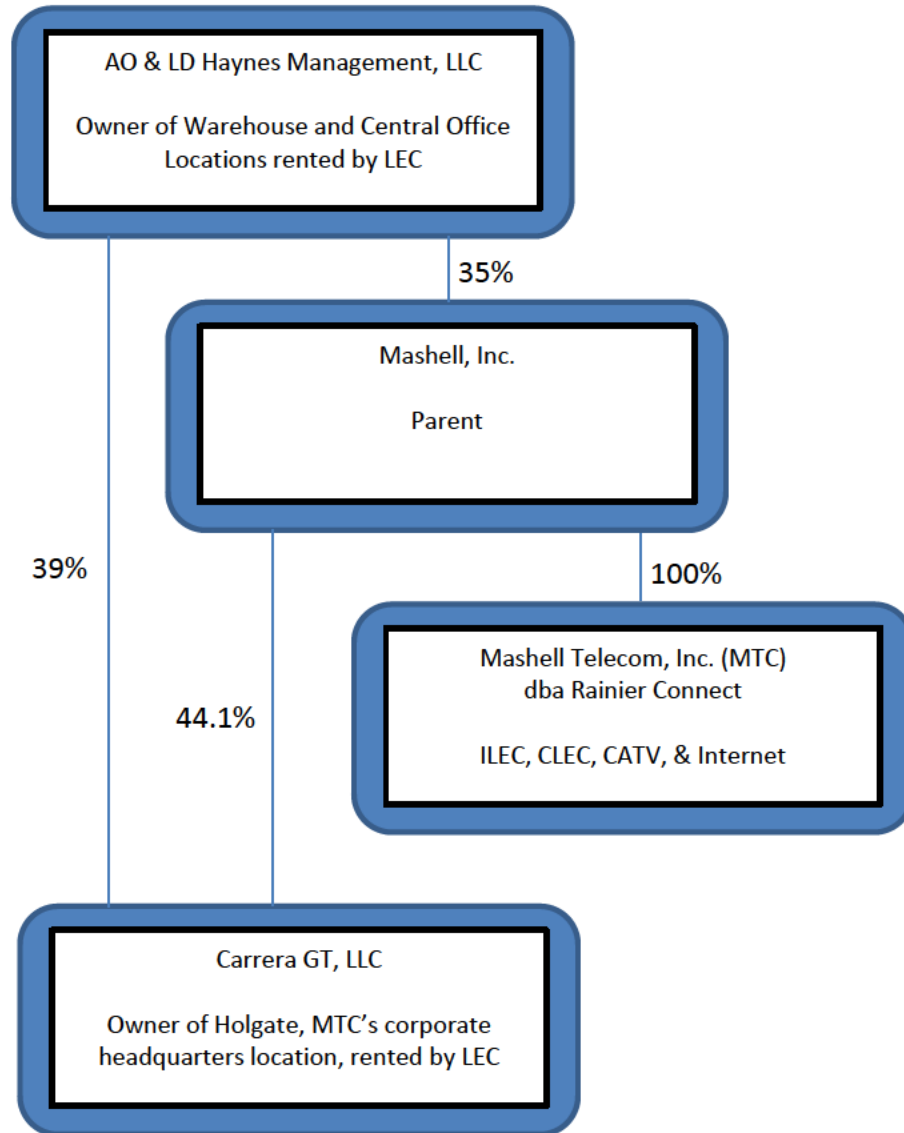 AO & LD Haynes Management, LLC
Owner of Warehouse and Central Office
Locations rented by LEC
35%
Mashell, Inc.
Parent
39%
100%
Mashell Telecom, Inc. (MTC)
dba Rainier Connect
ILEC, CLEC, CATV, & Internet
44.1%
Carrera GT, LLC
Owner of Holgate, MTC’s corporate
headquarters location, rented by LEC